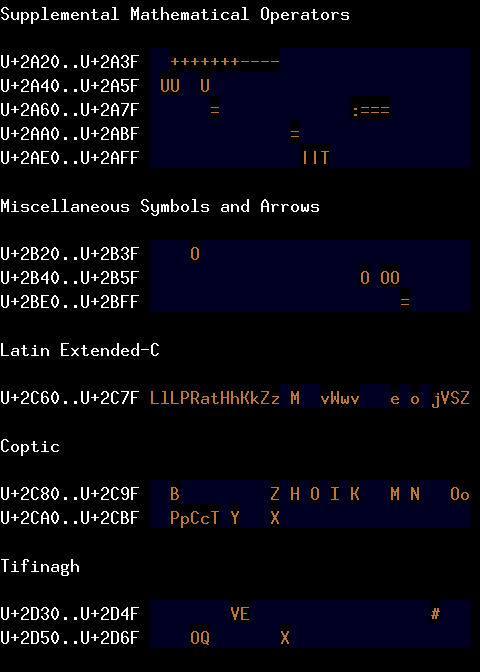 Supplemental Mathematical Operators
U+2A20..U+2A3F   +++++++----
U+2A40..U+2A5F  UU  U
U+2A60..U+2A7F       =             :===
U+2AA0..U+2ABF               =
U+2AE0..U+2AFF                ||T
Miscellaneous Symbols and Arrows
U+2B20..U+2B3F     O
U+2B40..U+2B5F                      O OO
U+2BE0..U+2BFF                          =
Latin Extended-C
U+2C60..U+2C7F LlLPRatHhKkZz M  vWwv   e o jVSZ
Coptic
U+2C80..U+2C9F   B         Z H O I K   M N   Oo
U+2CA0..U+2CBF   PpCcT Y   X
Tifinagh
U+2D30..U+2D4F         VE                  #
U+2D50..U+2D6F     OQ       X